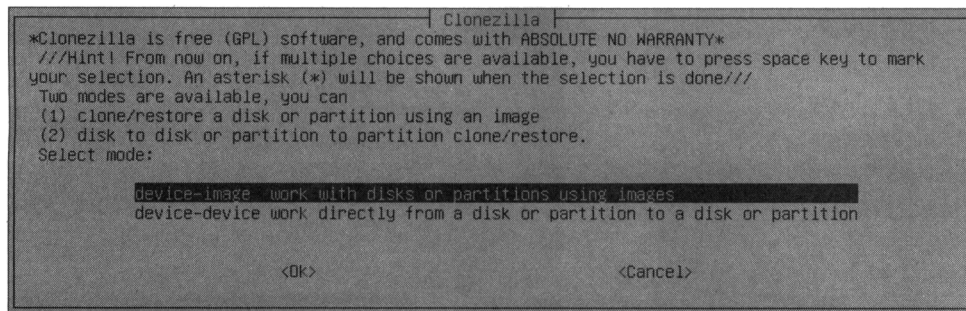 Clonezilla
*Clonezilla is free (GPL) software, and comes with ABSOLUTE NO WARRANTY*
///Hint! From now on, if multiple choices are available, you have to press space key to mark
your selection. An asterisk (*) will be shown when the selection is done///
Two modes are available, you can
(1) clone/restore a disk or partition using an image
(2) disk to disk or partition to partition clone/restore.
Select mode:
device-image work with disks or partitions using images
device-device work directly from a disk or partition to a disk or partition
<Ok> <Cancel>